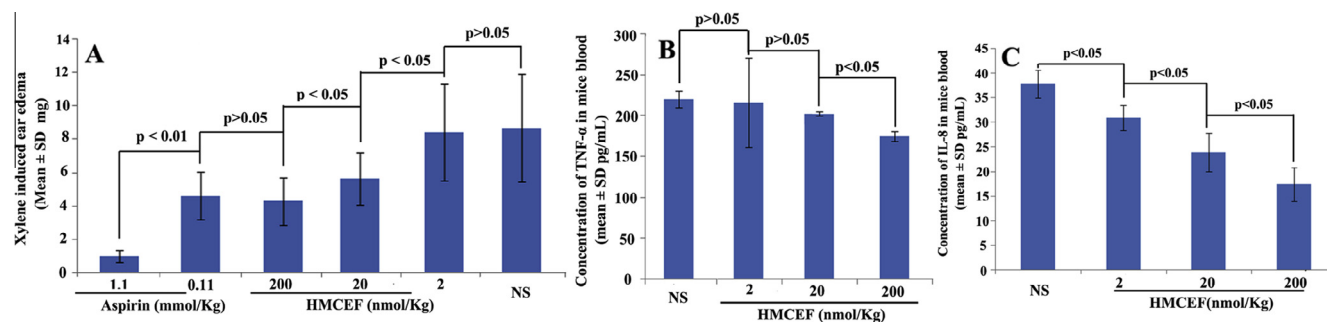 A
Xylene induced ear edema
(Mean ± SD mg)
14
12
10
8
6
4
2
0
p < 0.01
p>0.05
p < 0.05
p < 0.05
p>0.05
1.1 0.11 200 20 2 NS
Aspirin (mmol/Kg) HMCEF (nmol/Kg)
B
Concentration of TNF-α in mice blood
(mean ± SD pg/mL)
300
250
200
150
100
50
0
p>0.05
p>0.05
p<0.05
NS 2 20 200
HMCEF (nmol/Kg)
C
Concentration of IL-8 in mice blood
(mean ± SD pg/mL)
45
40
35
30
25
20
15
10
5
0
p<0.05
p<0.05
p<0.05
NS 2 20 200
HMCEF(nmol/Kg)